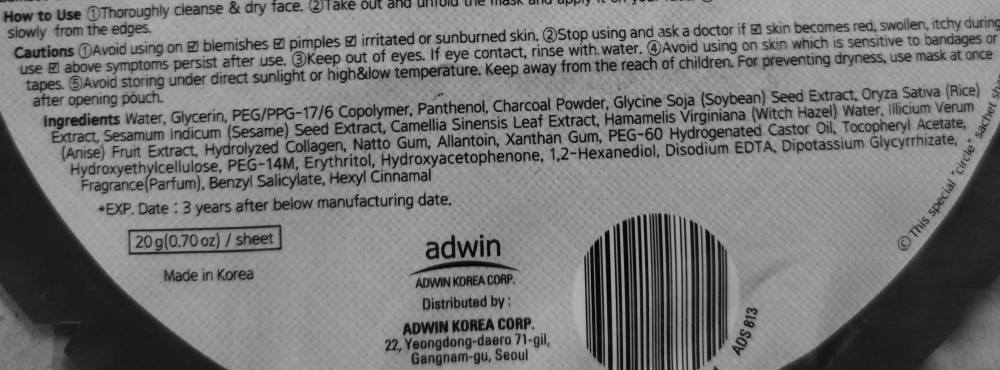 How to Use ①Thoroughly cleanse & dry face. ②Take out and unfold the mask and apply it on your
slowly from the edges.
Cautions ①Avoid using on ☑ blemishes ☑ pimples ☑ irritated or sunburned skin. ②Stop using and ask a doctor if ☑ skin becomes red, swollen, itchy during
use ☑ above symptoms persist after use. ③Keep out of eyes. If eye contact, rinse with water. ④Avoid using on skin which is sensitive to bandages or
tapes. ⑤Avoid storing under direct sunlight or high&low temperature. Keep away from the reach of children. For preventing dryness, use mask at once
after opening pouch.
Ingredients Water, Glycerin, PEG/PPG-17/6 Copolymer, Panthenol, Charcoal Powder, Glycine Soja (Soybean) Seed Extract, Oryza Sativa (Rice)
Extract, Sesamum Indicum (Sesame) Seed Extract, Camellia Sinensis Leaf Extract, Hamamelis Virginiana (Witch Hazel) Water, Illicium Verum
(Anise) Fruit Extract, Hydrolyzed Collagen, Natto Gum, Allantoin, Xanthan Gum, PEG-60 Hydrogenated Castor Oil, Tocopheryl Acetate,
Hydroxyethylcellulose, PEG-14M, Erythritol, Hydroxyacetophenone, 1,2-Hexanediol, Disodium EDTA, Dipotassium Glycyrrhizate,
Fragrance(Parfum), Benzyl Salicylate, Hexyl Cinnamal
*EXP. Date : 3 years after below manufacturing date.
20g(0.70oz) / sheet
Made in Korea
adwin
ADWIN KOREA CORP.
Distributed by :
ADWIN KOREA CORP.
22, Yeongdong-daero 71-gil,
Gangnam-gu, Seoul
ADS 813
© This special "circle" sachet